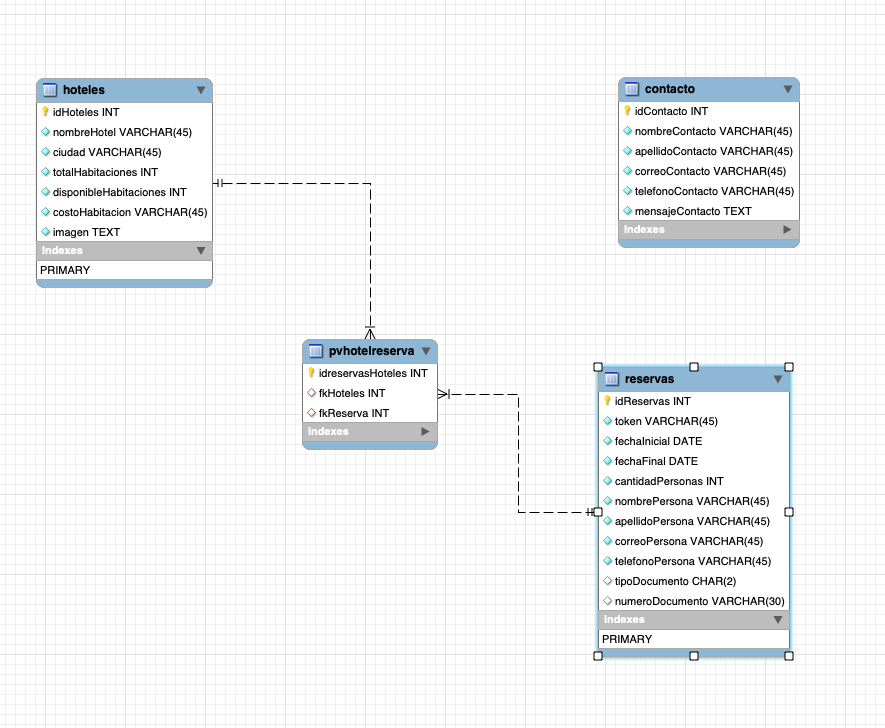 hoteles
idHoteles INT
nombreHotel VARCHAR(45)
ciudad VARCHAR(45)
totalHabitaciones INT
disponibleHabitaciones INT
costoHabitacion VARCHAR(45)
imagen TEXT
Indexes
PRIMARY
contacto
idContacto INT
nombreContacto VARCHAR(45)
apellidoContacto VARCHAR(45)
correoContacto VARCHAR(45)
telefonoContacto VARCHAR(45)
mensajeContacto TEXT
Indexes
pvhotelreserva
idreservasHoteles INT
fkHoteles INT
fkReserva INT
Indexes
reservas
idReservas INT
token VARCHAR(45)
fechaInicial DATE
fechaFinal DATE
cantidadPersonas INT
nombrePersona VARCHAR(45)
apellidoPersona VARCHAR(45)
correoPersona VARCHAR(45)
telefonoPersona VARCHAR(45)
tipoDocumento CHAR(2)
numeroDocumento VARCHAR(30)
Indexes
PRIMARY